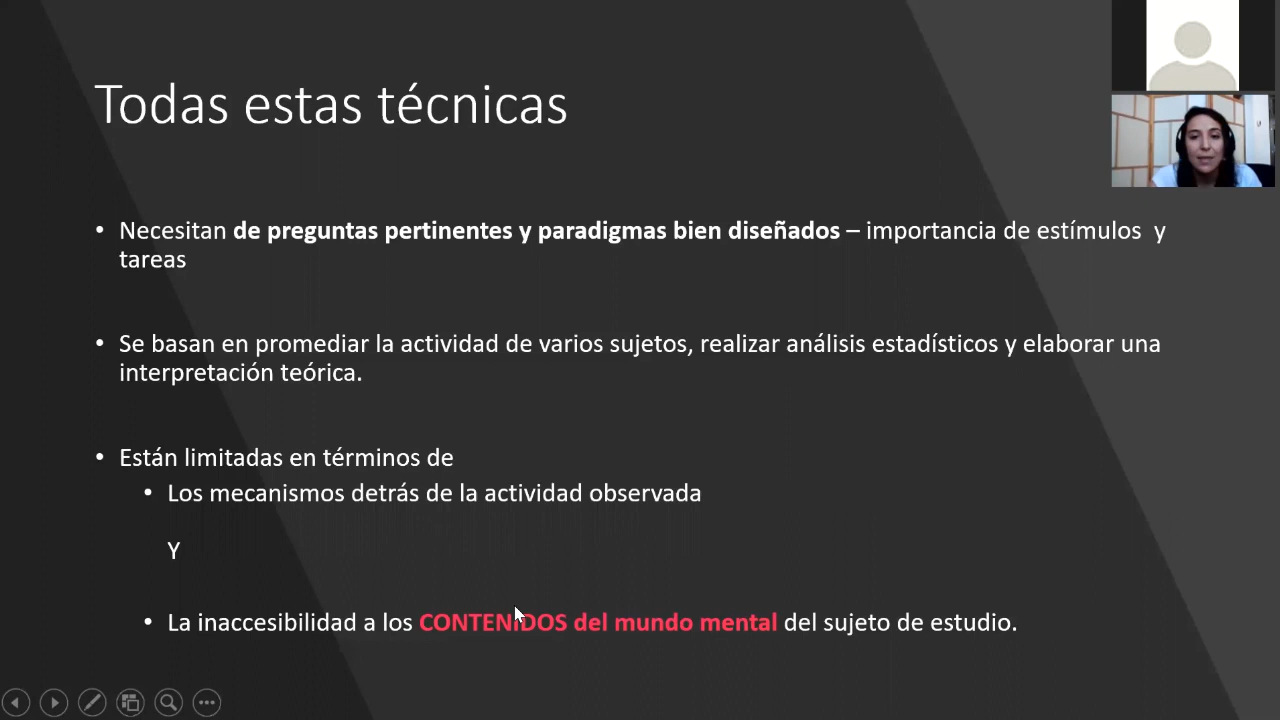 Todas estas técnicas
• Necesitan de preguntas pertinentes y paradigmas bien diseñados – importancia de estímulos y
tareas
• Se basan en promediar la actividad de varios sujetos, realizar análisis estadísticos y elaborar una
interpretación teórica.
• Están limitadas en términos de
• Los mecanismos detrás de la actividad observada
Y
• La inaccesibilidad a los CONTENIDOS del mundo mental del sujeto de estudio.